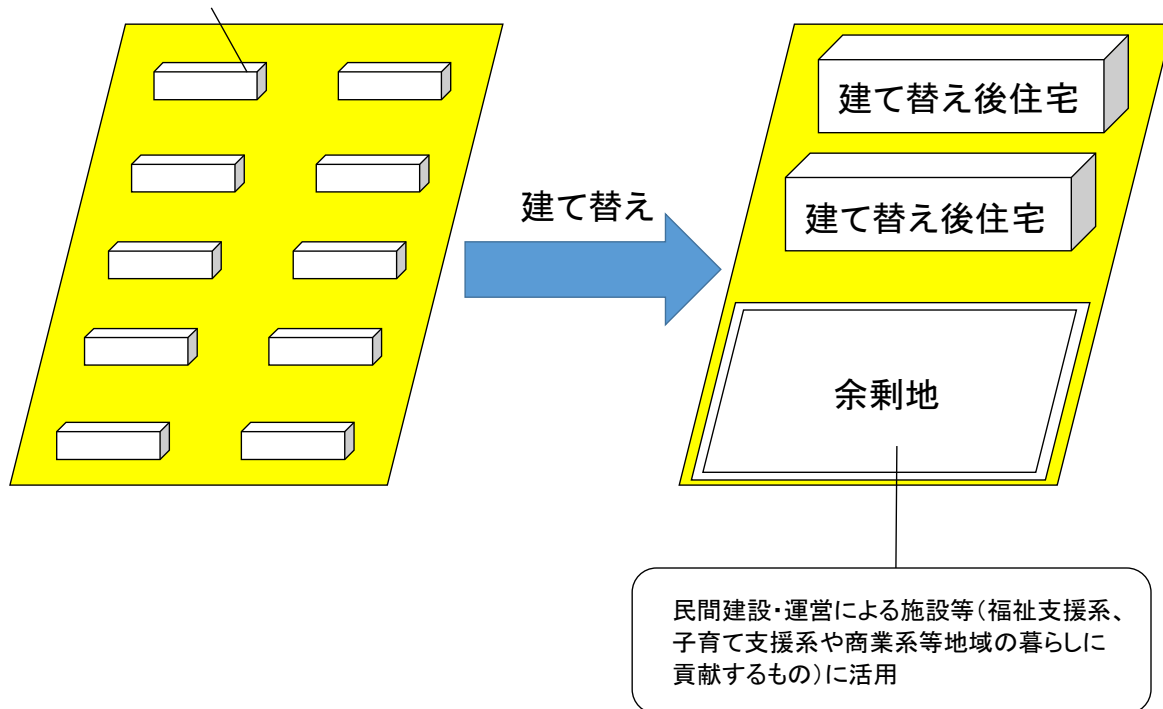 建て替え後住宅
建て替え後住宅
建て替え
余剰地
民間建設・運営による施設等(福祉支援系、
子育て支援系や商業系等地域の暮らしに
貢献するもの)に活用